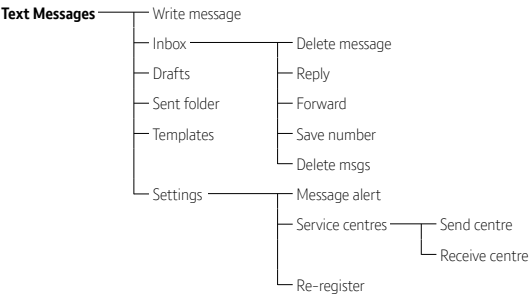 Text Messages Write message
Inbox Delete message
Drafts Reply
Sent folder Forward
Templates Save number
Delete msgs
Settings Message alert
Service centres Send centre
Receive centre
Re-register